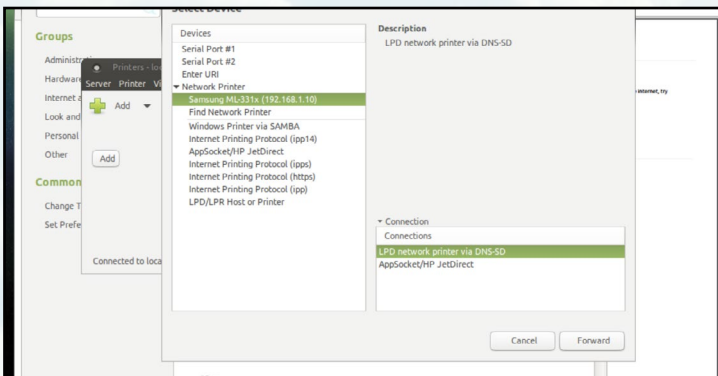 Select Device
Groups
Hardware
Internet a
Look and
Personal
Other
Common
Change T
Set Prefe
Printers - loc
Server Printer Vi
Add
Add
Connected to loca
Devices
Serial Port #1
Serial Port #2
Enter URI
Network Printer
Samsung ML-331x (192.168.1.10)
Find Network Printer
Windows Printer via SAMBA
Internet Printing Protocol (ipp14)
AppSocket/HP JetDirect
Internet Printing Protocol (ipps)
Internet Printing Protocol (https)
Internet Printing Protocol (ipp)
LPD/LPR Host or Printer
Description
LPD network printer via DNS-SD
Connection
Connections
LPD network printer via DNS-SD
AppSocket/HP JetDirect
Cancel Forward
internet, try